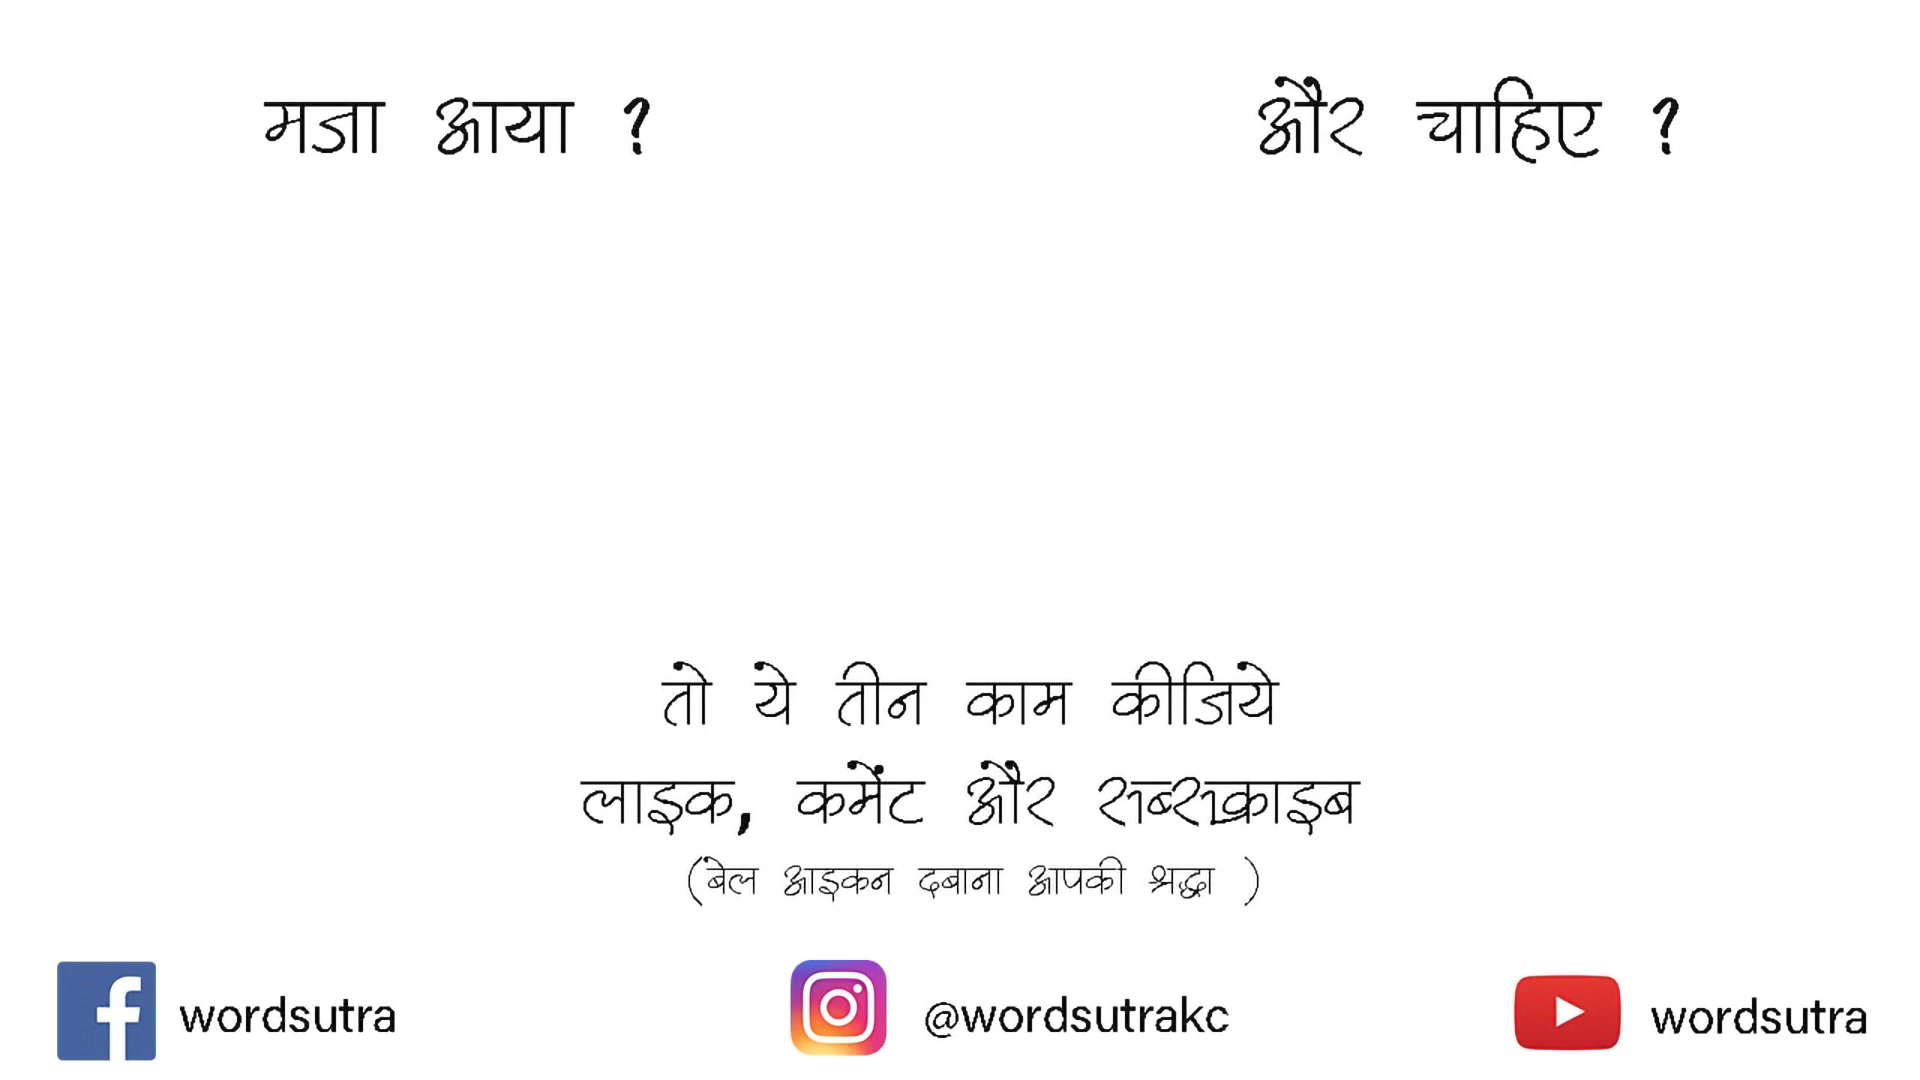 मजा आया ?
और चाहिए ?
तो ये तीन काम कीजिये
लाइक, कमेंट और सब्सक्राइब
(बेल आइकन दबाना आपकी श्रद्धा )
wordsutra
@wordsutrakc
wordsutra